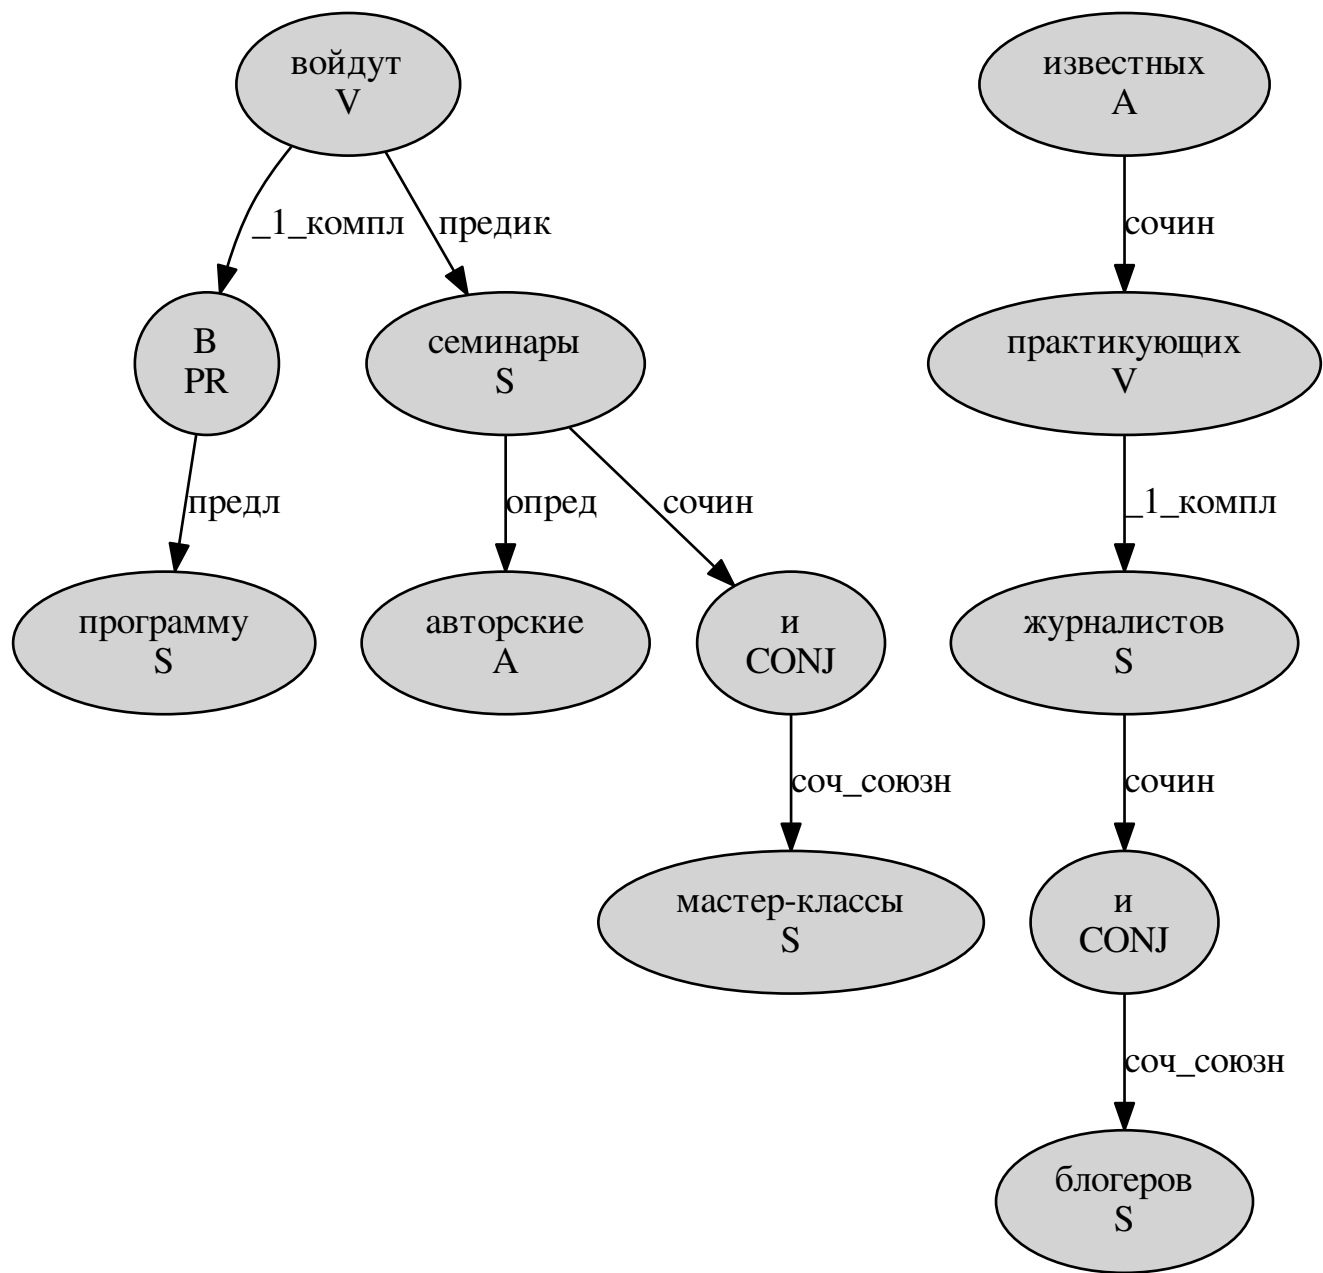 войдут
V
известных
A
_1_компл
предик
сочин
В
PR
семинары
S
практикующих
V
предл
опред
сочин
_1_компл
программу
S
авторские
A
и
CONJ
журналистов
S
соч_союзн
сочин
мастер-классы
S
и
CONJ
соч_союзн
блогеров
S